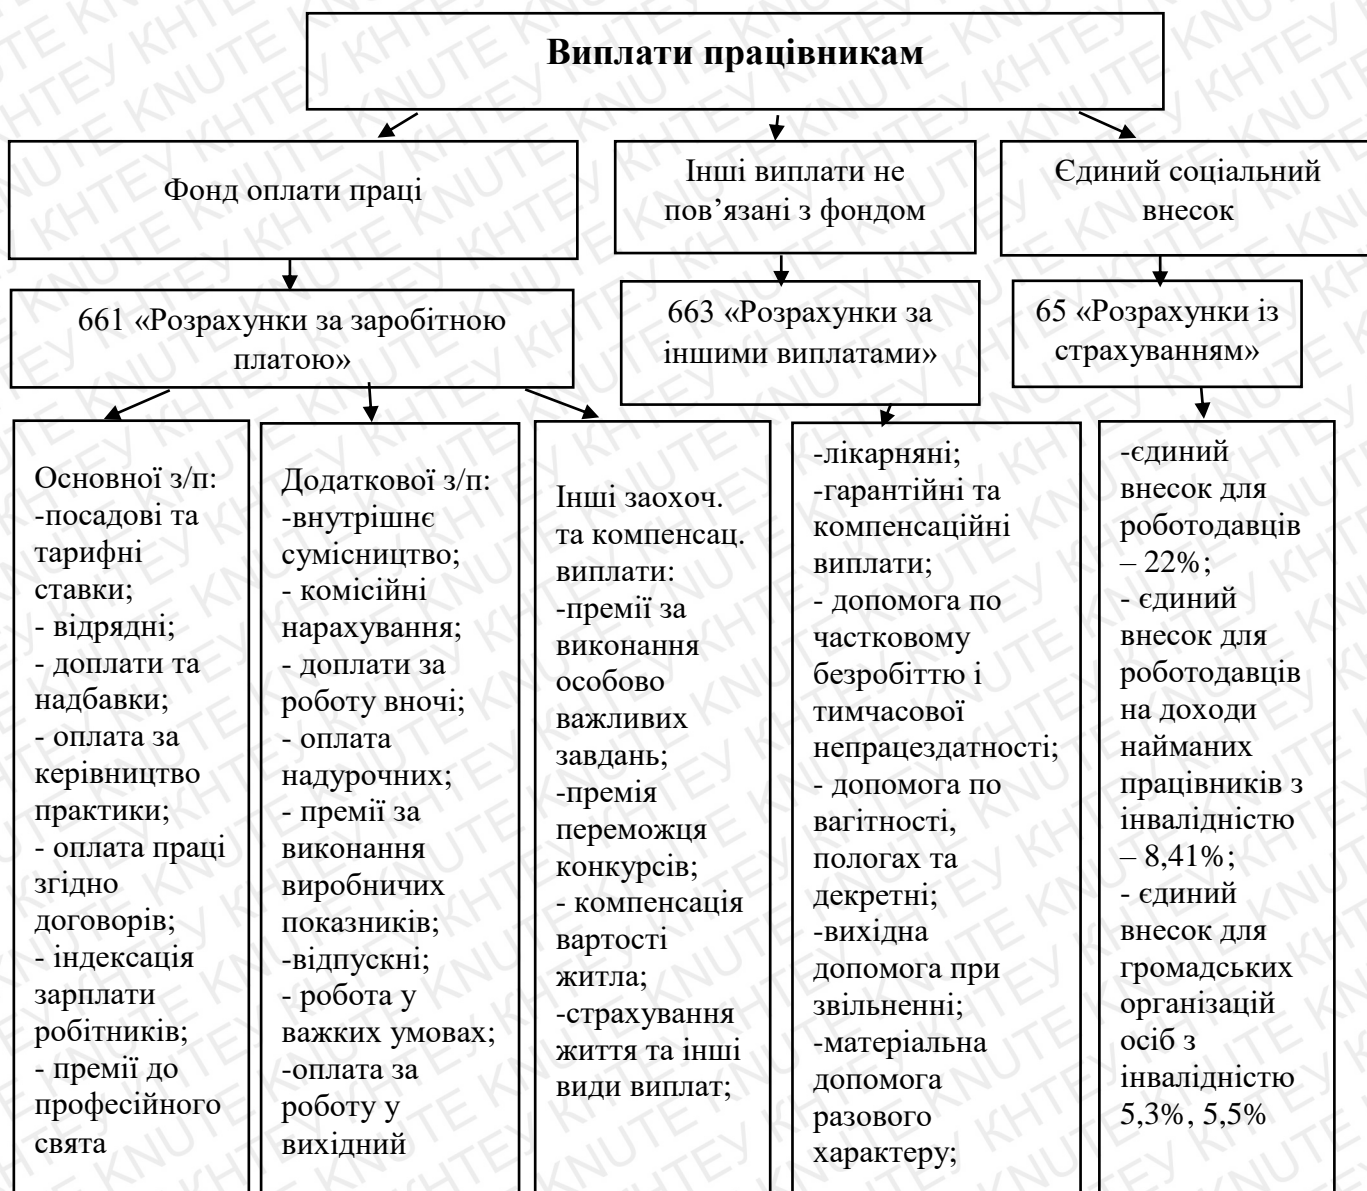 Виплати працівникам
Фонд оплати праці
Інші виплати не
пов’язані з фондом
Єдиний соціальний
внесок
661 «Розрахунки за заробітною
платою»
663 «Розрахунки за
іншими виплатами»
65 «Розрахунки із
страхуванням»
Основної з/п:
-посадові та
тарифні
ставки;
- відрядні;
- доплати та
надбавки;
- оплата за
керівництво
практики;
- оплата праці
згідно
договорів;
- індексація
зарплати
робітників;
- премії до
професійного
свята
Додаткової з/п:
-внутрішнє
сумісництво;
- комісійні
нарахування;
- доплати за
роботу вночі;
- оплата
надурочних;
- премії за
виконання
виробничих
показників;
-відпускні;
- робота у
важких умовах;
-оплата за
роботу у
вихідний
Інші заохоч.
та компенсац.
виплати:
-премії за
виконання
особово
важливих
завдань;
-премія
переможця
конкурсів;
- компенсація
вартості
житла;
-страхування
життя та інші
види виплат;
-лікарняні;
-гарантійні та
компенсаційні
виплати;
- допомога по
частковому
безробіттю і
тимчасової
непрацездатності;
- допомога по
вагітності,
пологах та
декретні;
-вихідна
допомога при
звільненні;
-матеріальна
допомога
разового
характеру;
-єдиний
внесок для
роботодавців
– 22%;
- єдиний
внесок для
роботодавців
на доходи
найманих
працівників з
інвалідністю
– 8,41%;
- єдиний
внесок для
громадських
організацій
осіб з
інвалідністю
5,3%, 5,5%